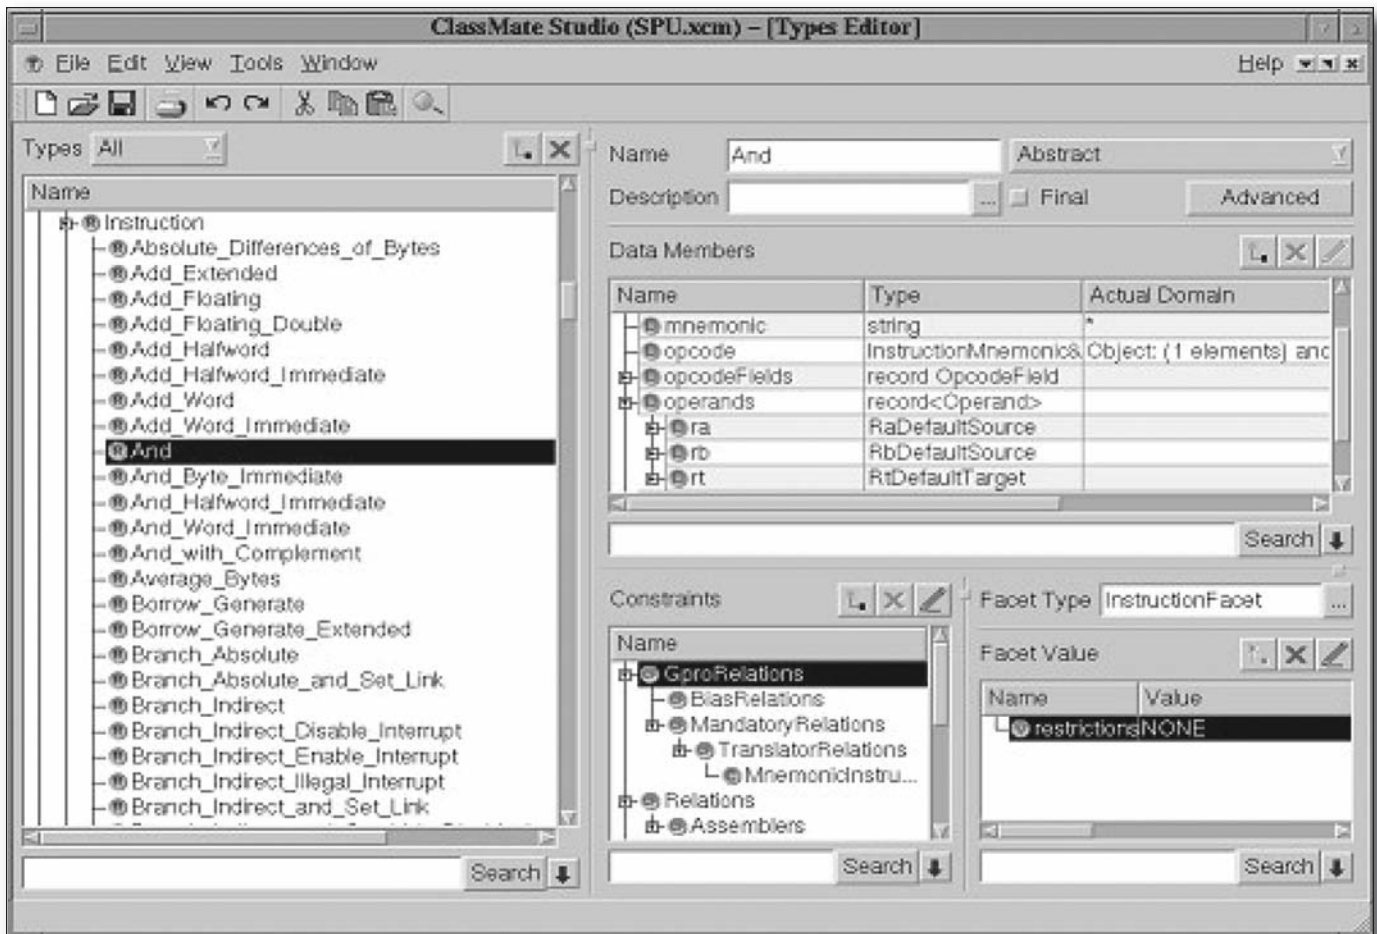 ClassMate Studio (SPU.xcm) – [Types Editor]
File Edit View Tools Window Help
Types All
Name
Instruction
Absolute_Differences_of_Bytes
Add_Extended
Add_Floating
Add_Floating_Double
Add_Halfword
Add_Halfword_Immediate
Add_Word
Add_Word_Immediate
And
And_Byte_Immediate
And_Halfword_Immediate
And_Word_Immediate
And_with_Complement
Average_Bytes
Borrow_Generate
Borrow_Generate_Extended
Branch_Absolute
Branch_Absolute_and_Set_Link
Branch_Indirect
Branch_Indirect_Disable_Interrupt
Branch_Indirect_Enable_Interrupt
Branch_Indirect_Illegal_Interrupt
Branch_Indirect_and_Set_Link
Search
Name And Abstract
Description ... Final Advanced
Data Members
Name Type Actual Domain
mnemonic string *
opcode InstructionMnemonic& Object: (1 elements) and
opcodeFields record OpcodeField
operands record<Operand>
ra RaDefaultSource
rb RbDefaultSource
rt RtDefaultTarget
Search
Constraints
Name
GproRelations
BiasRelations
MandatoryRelations
TranslatorRelations
MnemonicInstru...
Relations
Assemblers
Search
Facet Type InstructionFacet ...
Facet Value
Name Value
restrictions NONE
Search